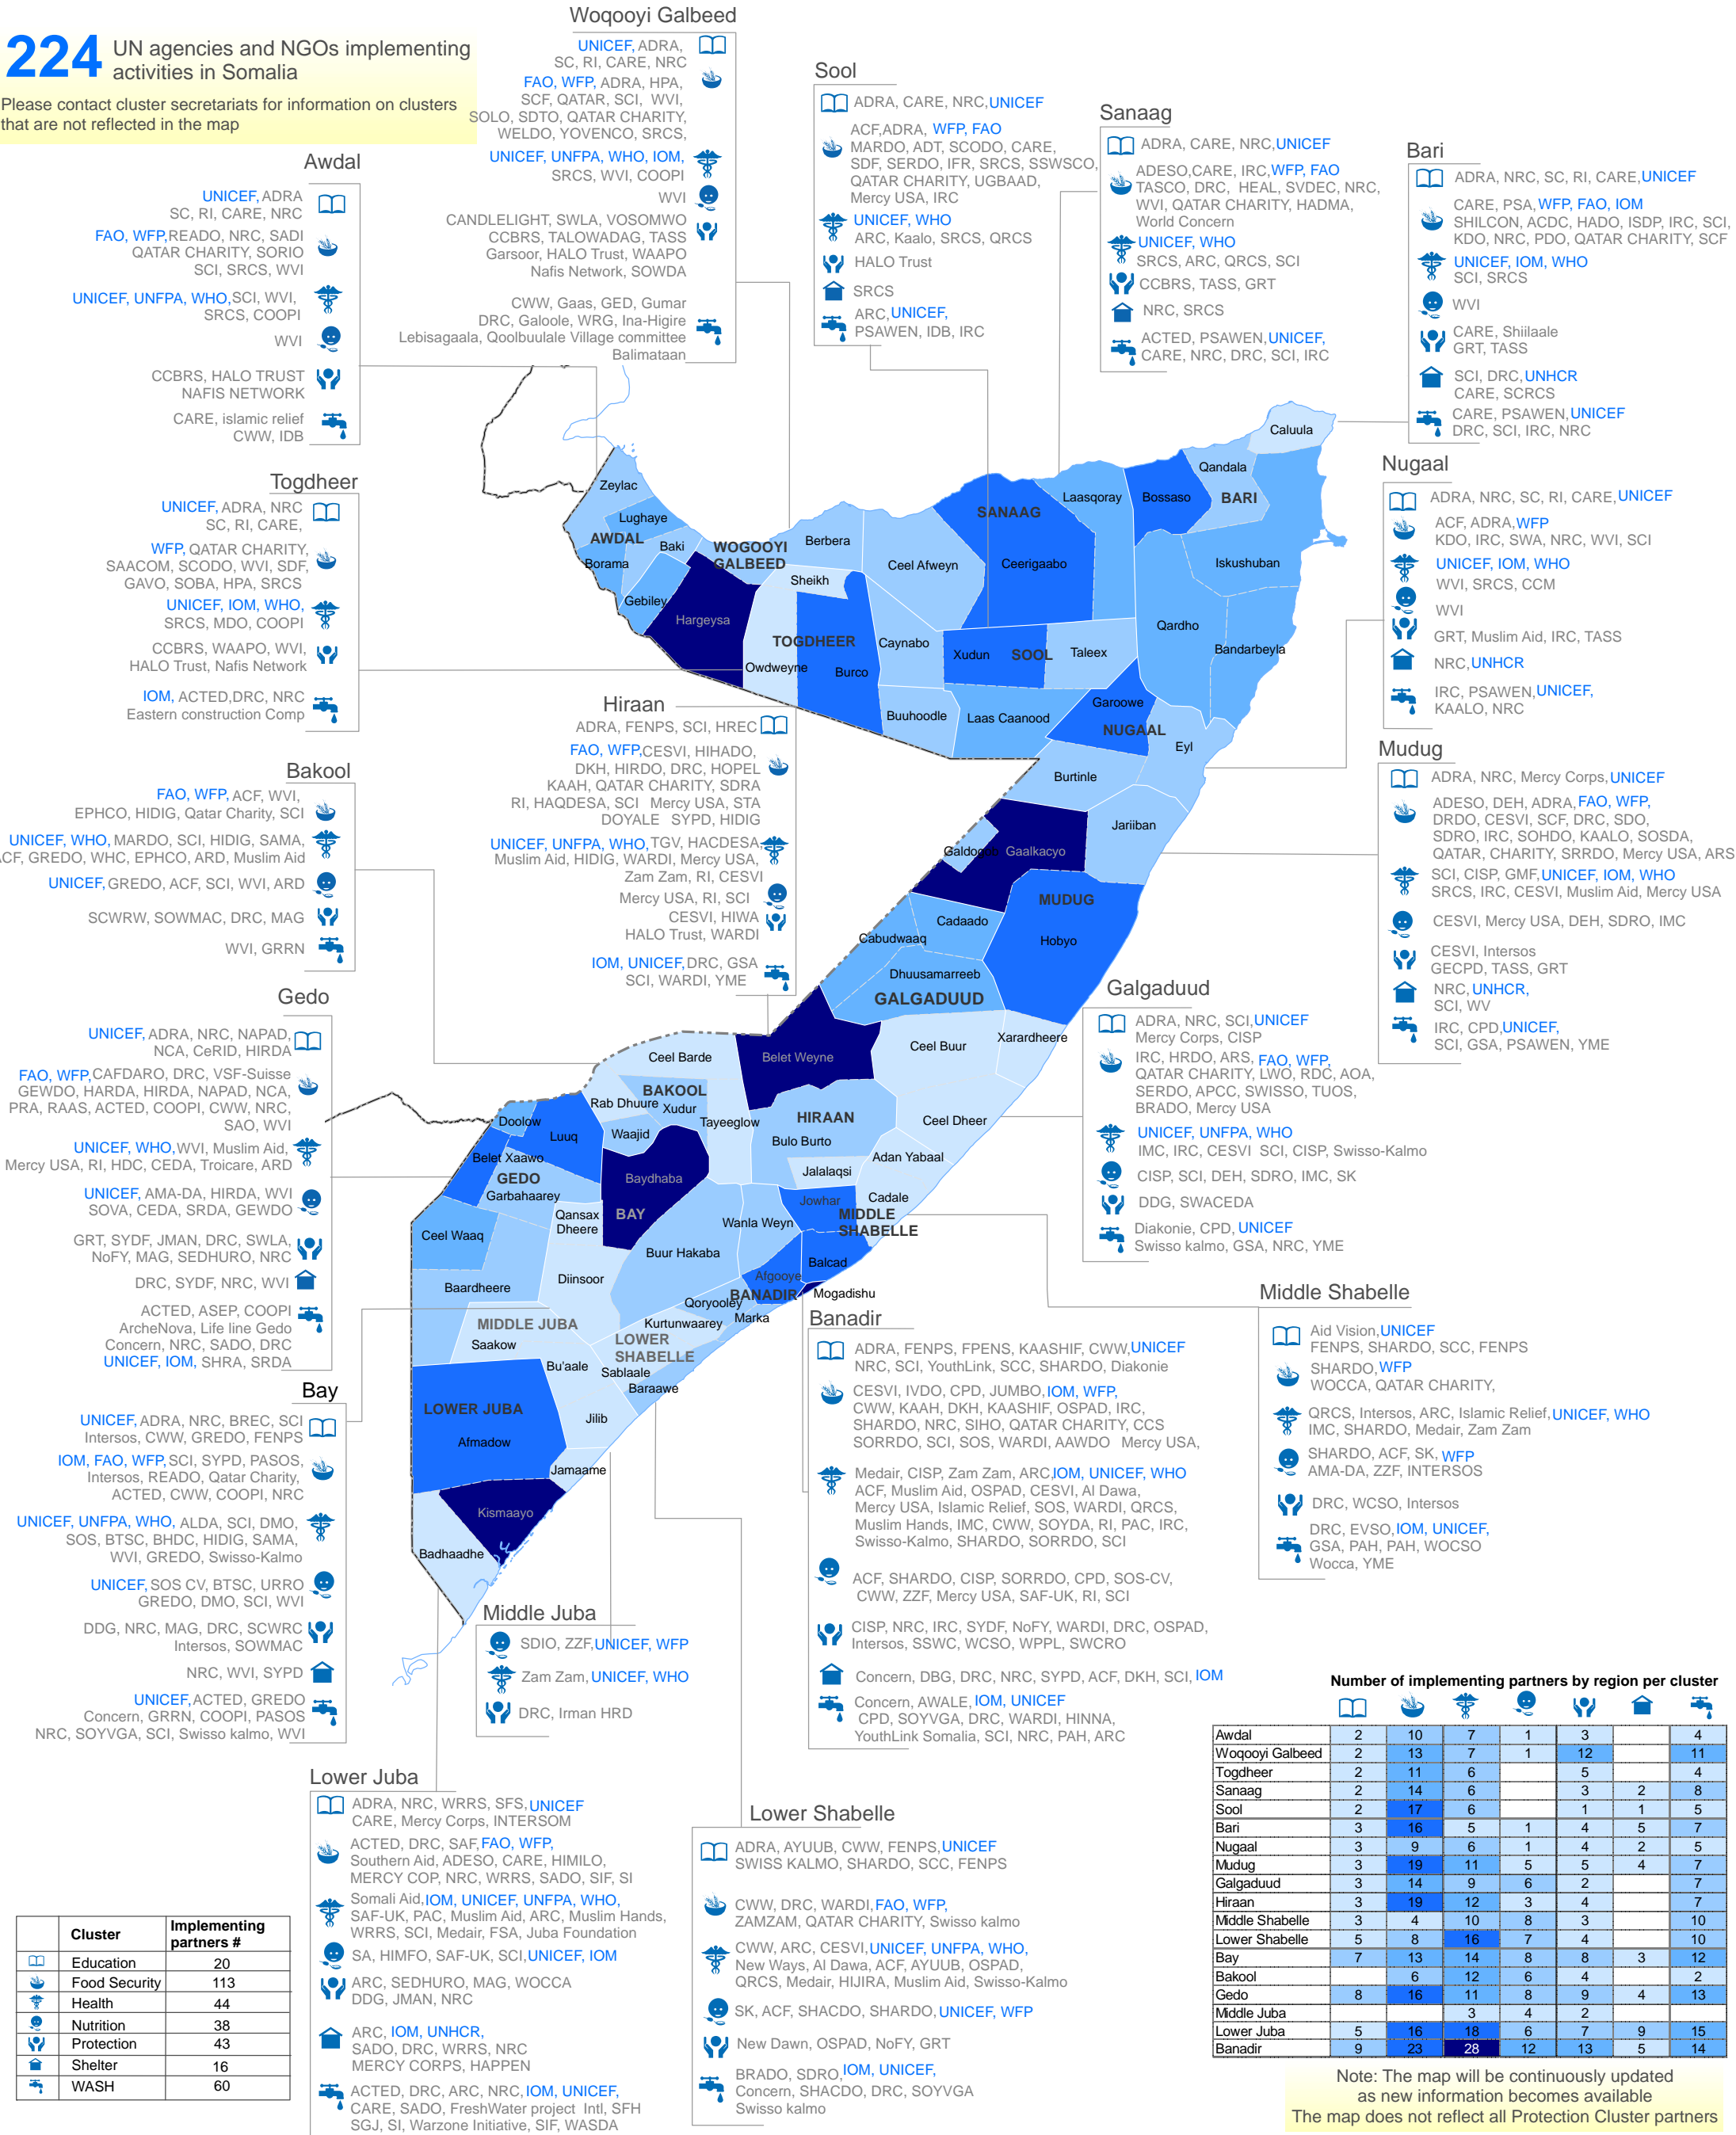 224 UN agencies and NGOs implementing
activities in Somalia
Please contact cluster secretariats for information on clusters
that are not reflected in the map
Woqooyi Galbeed
UNICEF, ADRA,
SC, RI, CARE, NRC
FAO, WFP, ADRA, HPA,
SCF, QATAR, SCI, WVI,
SOLO, SDTO, QATAR CHARITY,
WELDO, YOVENCO, SRCS,
UNICEF, UNFPA, WHO, IOM,
SRCS, WVI, COOPI
WVI
CANDLELIGHT, SWLA, VOSOMWO
CCBRS, TALOWADAG, TASS
Garsoor, HALO Trust, WAAPO
Nafis Network, SOWDA
CWW, Gaas, GED, Gumar
DRC, Galoole, WRG, Ina-Higire
Lebisagaala, Qoolbuulale Village committee
Balimataan
Sool
ADRA, CARE, NRC,UNICEF
ACF,ADRA, WFP, FAO
MARDO, ADT, SCODO, CARE,
SDF, SERDO, IFR, SRCS, SSWSCO,
QATAR CHARITY, UGBAAD,
Mercy USA, IRC
UNICEF, WHO
ARC, Kaalo, SRCS, QRCS
HALO Trust
SRCS
ARC,UNICEF,
PSAWEN, IDB, IRC
Sanaag
ADRA, CARE, NRC,UNICEF
ADESO,CARE, IRC,WFP, FAO
TASCO, DRC, HEAL, SVDEC, NRC,
WVI, QATAR CHARITY, HADMA,
World Concern
UNICEF, WHO
SRCS, ARC, QRCS, SCI
CCBRS, TASS, GRT
NRC, SRCS
ACTED, PSAWEN,UNICEF,
CARE, NRC, DRC, SCI, IRC
Bari
ADRA, NRC, SC, RI, CARE,UNICEF
CARE, PSA,WFP, FAO, IOM
SHILCON, ACDC, HADO, ISDP, IRC, SCI,
KDO, NRC, PDO, QATAR CHARITY, SCF
UNICEF, IOM, WHO
SCI, SRCS
WVI
CARE, Shiilaale
GRT, TASS
SCI, DRC,UNHCR
CARE, SCRCS
CARE, PSAWEN,UNICEF
DRC, SCI, IRC, NRC
Awdal
UNICEF, ADRA
SC, RI, CARE, NRC
FAO, WFP,READO, NRC, SADI
QATAR CHARITY, SORIO
SCI, SRCS, WVI
UNICEF, UNFPA, WHO,SCI, WVI,
SRCS, COOPI
WVI
CCBRS, HALO TRUST
NAFIS NETWORK
CARE, islamic relief
CWW, IDB
Togdheer
UNICEF, ADRA, NRC
SC, RI, CARE,
WFP, QATAR CHARITY,
SAACOM, SCODO, WVI, SDF,
GAVO, SOBA, HPA, SRCS
UNICEF, IOM, WHO,
SRCS, MDO, COOPI
CCBRS, WAAPO, WVI,
HALO Trust, Nafis Network
IOM, ACTED,DRC, NRC
Eastern construction Comp
Nugaal
ADRA, NRC, SC, RI, CARE,UNICEF
ACF, ADRA,WFP
KDO, IRC, SWA, NRC, WVI, SCI
UNICEF, IOM, WHO
WVI, SRCS, CCM
WVI
GRT, Muslim Aid, IRC, TASS
NRC,UNHCR
IRC, PSAWEN,UNICEF,
KAALO, NRC
Hiraan
ADRA, FENPS, SCI, HREC
FAO, WFP,CESVI, HIHADO,
DKH, HIRDO, DRC, HOPEL
KAAH, QATAR CHARITY, SDRA
RI, HAQDESA, SCI Mercy USA, STA
DOYALE SYPD, HIDIG
UNICEF, UNFPA, WHO,TGV, HACDESA,
Muslim Aid, HIDIG, WARDI, Mercy USA,
Zam Zam, RI, CESVI
Mercy USA, RI, SCI
CESVI, HIWA
HALO Trust, WARDI
IOM, UNICEF,DRC, GSA
SCI, WARDI, YME
Bakool
FAO, WFP, ACF, WVI,
EPHCO, HIDIG, Qatar Charity, SCI
UNICEF, WHO, MARDO, SCI, HIDIG, SAMA,
ACF, GREDO, WHC, EPHCO, ARD, Muslim Aid
UNICEF,GREDO, ACF, SCI, WVI, ARD
SCWRW, SOWMAC, DRC, MAG
WVI, GRRN
Mudug
ADRA, NRC, Mercy Corps,UNICEF
ADESO, DEH, ADRA,FAO, WFP,
DRDO, CESVI, SCF, DRC, SDO,
SDRO, IRC, SOHDO, KAALO, SOSDA,
QATAR, CHARITY, SRRDO, Mercy USA, ARS
SCI, CISP, GMF,UNICEF, IOM, WHO
SRCS, IRC, CESVI, Muslim Aid, Mercy USA
CESVI, Mercy USA, DEH, SDRO, IMC
CESVI, Intersos
GECPD, TASS, GRT
NRC, UNHCR,
SCI, WV
IRC, CPD,UNICEF,
SCI, GSA, PSAWEN, YME
Gedo
UNICEF, ADRA, NRC, NAPAD,
NCA, CeRID, HIRDA
FAO, WFP,CAFDARO, DRC, VSF-Suisse
GEWDO, HARDA, HIRDA, NAPAD, NCA,
PRA, RAAS, ACTED, COOPI, CWW, NRC,
SAO, WVI
UNICEF, WHO,WVI, Muslim Aid,
Mercy USA, RI, HDC, CEDA, Troicare, ARD
UNICEF, AMA-DA, HIRDA, WVI
SOVA, CEDA, SRDA, GEWDO
GRT, SYDF, JMAN, DRC, SWLA,
NoFY, MAG, SEDHURO, NRC
DRC, SYDF, NRC, WVI
ACTED, ASEP, COOPI
ArcheNova, Life line Gedo
Concern, NRC, SADO, DRC
UNICEF, IOM, SHRA, SRDA
Galgaduud
ADRA, NRC, SCI,UNICEF
Mercy Corps, CISP
IRC, HRDO, ARS, FAO, WFP,
QATAR CHARITY, LWO, RDC, AOA,
SERDO, APCC, SWISSO, TUOS,
BRADO, Mercy USA
UNICEF, UNFPA, WHO
IMC, IRC, CESVI SCI, CISP, Swisso-Kalmo
CISP, SCI, DEH, SDRO, IMC, SK
DDG, SWACEDA
Diakonie, CPD, UNICEF
Swisso kalmo, GSA, NRC, YME
Bay
UNICEF, ADRA, NRC, BREC, SCI
Intersos, CWW, GREDO, FENPS
IOM, FAO, WFP,SCI, SYPD, PASOS,
Intersos, READO, Qatar Charity,
ACTED, CWW, COOPI, NRC
UNICEF, UNFPA, WHO, ALDA, SCI, DMO,
SOS, BTSC, BHDC, HIDIG, SAMA,
WVI, GREDO, Swisso-Kalmo
UNICEF,SOS CV, BTSC, URRO
GREDO, DMO, SCI, WVI
DDG, NRC, MAG, DRC, SCWRC
Intersos, SOWMAC
NRC, WVI, SYPD
UNICEF,ACTED, GREDO
Concern, GRRN, COOPI, PASOS
NRC, SOYVGA, SCI, Swisso kalmo, WVI
Middle Shabelle
Aid Vision,UNICEF
FENPS, SHARDO, SCC, FENPS
SHARDO,WFP
WOCCA, QATAR CHARITY,
QRCS, Intersos, ARC, Islamic Relief,UNICEF, WHO
IMC, SHARDO, Medair, Zam Zam
SHARDO, ACF, SK, WFP
AMA-DA, ZZF, INTERSOS
DRC, WCSO, Intersos
DRC, EVSO,IOM, UNICEF,
GSA, PAH, PAH, WOCSO
Wocca, YME
Banadir
ADRA, FENPS, FPENS, KAASHIF, CWW,UNICEF
NRC, SCI, YouthLink, SCC, SHARDO, Diakonie
CESVI, IVDO, CPD, JUMBO,IOM, WFP,
CWW, KAAH, DKH, KAASHIF, OSPAD, IRC,
SHARDO, NRC, SIHO, QATAR CHARITY, CCS
SORRDO, SCI, SOS, WARDI, AAWDO Mercy USA,
Medair, CISP, Zam Zam, ARC,IOM, UNICEF, WHO
ACF, Muslim Aid, OSPAD, CESVI, Al Dawa,
Mercy USA, Islamic Relief, SOS, WARDI, QRCS,
Muslim Hands, IMC, CWW, SOYDA, RI, PAC, IRC,
Swisso-Kalmo, SHARDO, SORRDO, SCI
ACF, SHARDO, CISP, SORRDO, CPD, SOS-CV,
CWW, ZZF, Mercy USA, SAF-UK, RI, SCI
CISP, NRC, IRC, SYDF, NoFY, WARDI, DRC, OSPAD,
Intersos, SSWC, WCSO, WPPL, SWCRO
Concern, DBG, DRC, NRC, SYPD, ACF, DKH, SCI, IOM
Concern, AWALE, IOM, UNICEF
CPD, SOYVGA, DRC, WARDI, HINNA,
YouthLink Somalia, SCI, NRC, PAH, ARC
Middle Juba
SDIO, ZZF,UNICEF, WFP
Zam Zam, UNICEF, WHO
DRC, Irman HRD
Lower Juba
ADRA, NRC, WRRS, SFS,UNICEF
CARE, Mercy Corps, INTERSOM
ACTED, DRC, SAF,FAO, WFP,
Southern Aid, ADESO, CARE, HIMILO,
MERCY COP, NRC, WRRS, SADO, SIF, SI
Somali Aid,IOM, UNICEF, UNFPA, WHO,
SAF-UK, PAC, Muslim Aid, ARC, Muslim Hands,
WRRS, SCI, Medair, FSA, Juba Foundation
SA, HIMFO, SAF-UK, SCI,UNICEF, IOM
ARC, SEDHURO, MAG, WOCCA
DDG, JMAN, NRC
ARC, IOM, UNHCR,
SADO, DRC, WRRS, NRC
MERCY CORPS, HAPPEN
ACTED, DRC, ARC, NRC,IOM, UNICEF,
CARE, SADO, FreshWater project Intl, SFH
SGJ, SI, Warzone Initiative, SIF, WASDA
Lower Shabelle
ADRA, AYUUB, CWW, FENPS,UNICEF
SWISS KALMO, SHARDO, SCC, FENPS
CWW, DRC, WARDI,FAO, WFP,
ZAMZAM, QATAR CHARITY, Swisso kalmo
CWW, ARC, CESVI,UNICEF, UNFPA, WHO,
New Ways, Al Dawa, ACF, AYUUB, OSPAD,
QRCS, Medair, HIJIRA, Muslim Aid, Swisso-Kalmo
SK, ACF, SHACDO, SHARDO,UNICEF, WFP
New Dawn, OSPAD, NoFY, GRT
BRADO, SDRO,IOM, UNICEF,
Concern, SHACDO, DRC, SOYVGA
Swisso kalmo
Caluula
Qandala
Zeylac
Laasqoray
Bossaso
BARI
Lughaye
SANAAG
AWDAL
Baki
WOGOOYI
GALBEED
Berbera
Borama
Sheikh
Ceel Afweyn
Ceerigaabo
Iskushuban
Gebiley
Hargeysa
Qardho
TOGDHEER
Caynabo
Xudun
SOOL
Taleex
Bandarbeyla
Owdweyne
Burco
Garoowe
Buuhoodle
Laas Caanood
NUGAAL
Eyl
Burtinle
Jariiban
Galdogob
Gaalkacyo
MUDUG
Cadaado
Cabudwaaq
Hobyo
Dhuusamarreeb
GALGADUUD
Xarardheere
Ceel Barde
Belet Weyne
Ceel Buur
BAKOOL
Rab Dhuure
Xudur
Doolow
Luuq
Waajid
Tayeeglow
HIRAAN
Ceel Dheer
Bulo Burto
Belet Xaawo
Adan Yabaal
GEDO
Baydhaba
Jalalaqsi
Garbahaarey
Jowhar
Cadale
Qansax
Dheere
BAY
Wanla Weyn
MIDDLE
SHABELLE
Ceel Waaq
Buur Hakaba
Balcad
Diinsoor
Afgooye
Baardheere
BANADIR
Mogadishu
Qoryooley
Marka
MIDDLE JUBA
Kurtunwaarey
Saakow
LOWER
SHABELLE
Bu'aale
Sablaale
Baraawe
LOWER JUBA
Jilib
Afmadow
Jamaame
Kismaayo
Badhaadhe
Cluster Implementing
partners #
Education 20
Food Security 113
Health 44
Nutrition 38
Protection 43
Shelter 16
WASH 60
Number of implementing partners by region per cluster
Awdal 2 10 7 1 3 4
Woqooyi Galbeed 2 13 7 1 12 11
Togdheer 2 11 6 5 4
Sanaag 2 14 6 3 2 8
Sool 2 17 6 1 1 5
Bari 3 16 5 1 4 5 7
Nugaal 3 9 6 1 4 2 5
Mudug 3 19 11 5 5 4 7
Galgaduud 3 14 9 6 2 7
Hiraan 3 19 12 3 4 7
Middle Shabelle 3 4 10 8 3 10
Lower Shabelle 5 8 16 7 4 10
Bay 7 13 14 8 8 3 12
Bakool 6 12 6 4 2
Gedo 8 16 11 8 9 4 13
Middle Juba 3 4 2
Lower Juba 5 16 18 6 7 9 15
Banadir 9 23 28 12 13 5 14
Note: The map will be continuously updated
as new information becomes available
The map does not reflect all Protection Cluster partners